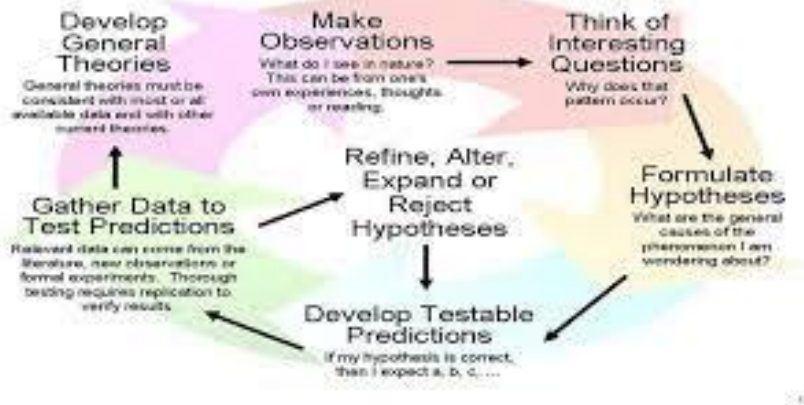 Develop
General
Theories
General theories must be
consistent with most or all
available data and with other
current theories.
Make
Observations
What do I see in nature?
This can be from one's
own experiences, thoughts
or reading.
Think of
Interesting
Questions
Why does that
pattern occur?
Formulate
Hypotheses
What are the general
causes of the
phenomenon I am
wondering about?
Develop Testable
Predictions
If my hypothesis is correct,
then I expect a, b, c, ...
Gather Data to
Test Predictions
Relevant data can come from the
literature, new observations or
formal experiments. Thorough
testing requires replication to
verify results.
Refine, Alter,
Expand or
Reject
Hypotheses